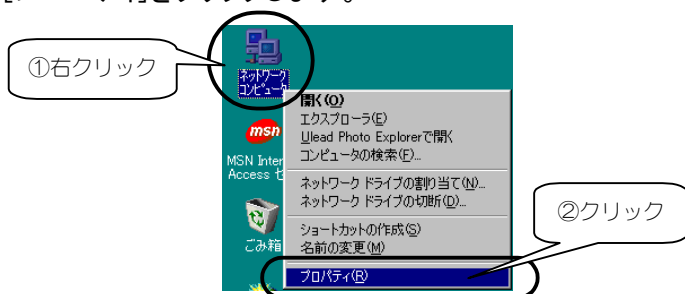 をクリックします。
①右クリック
ネットワーク
コンピュータ
開く(O)
エクスプローラ(E)
Ulead Photo Explorerで開く
コンピュータの検索(F)...
msn
MSN Inter
Access セ
ネットワーク ドライブの割り当て(N)...
ネットワーク ドライブの切断(D)...
②クリック
ショートカットの作成(S)
ごみ箱
名前の変更(M)
プロパティ(R)